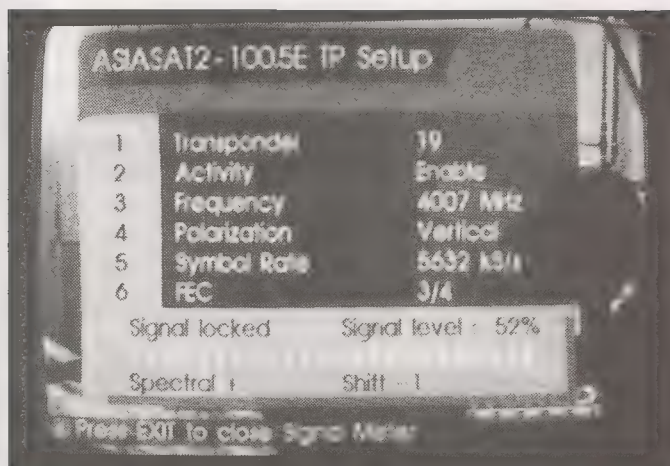 ASIASAT2-100.5E TP Setup
1 Transponder 19
2 Activity Enable
3 Frequency 4007 MHz
4 Polarization Vertical
5 Symbol Rate 5632 kS/s
6 FEC 3/4
Signal locked Signal level : 52%
Spectral Shift
Press EXIT to close Signal Meter